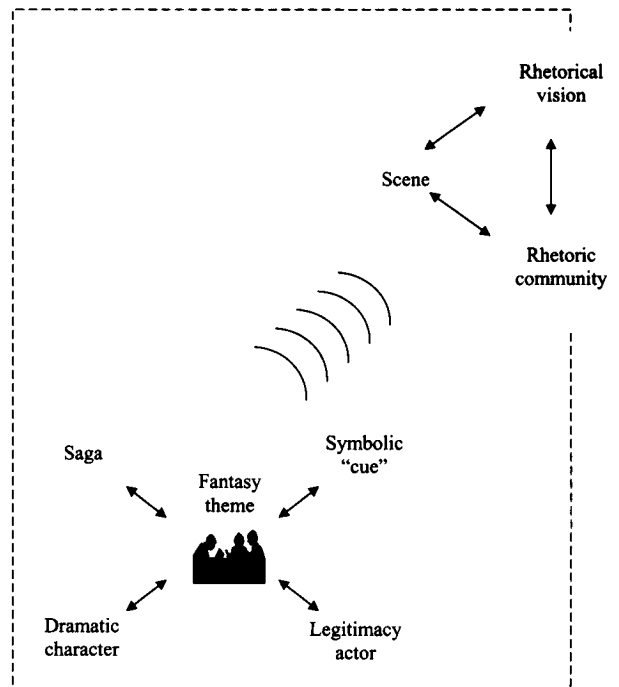 Rhetorical
vision
Scene
Rhetoric
community
Saga
Symbolic
“cue”
Fantasy
theme
Dramatic
character
Legitimacy
actor